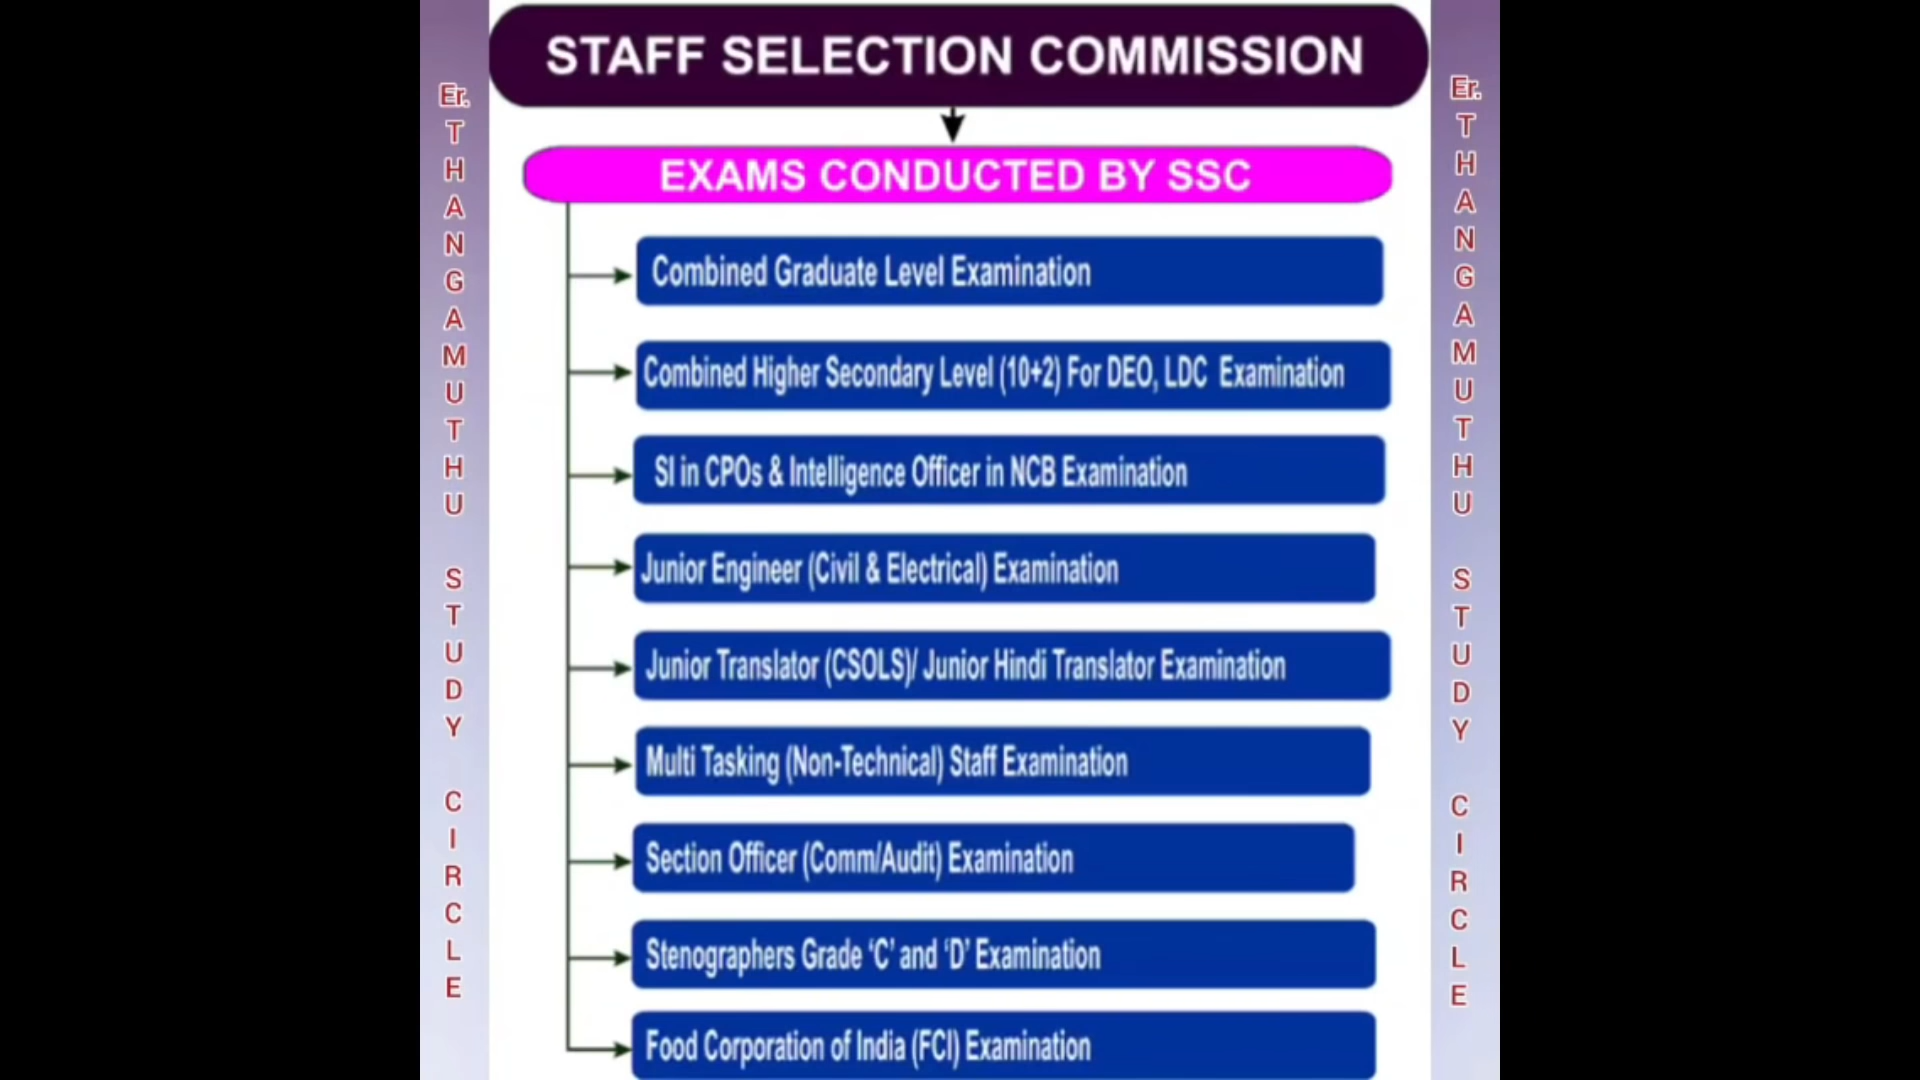 STAFF SELECTION COMMISSION
EXAMS CONDUCTED BY SSC
Combined Graduate Level Examination
Combined Higher Secondary Level (10+2) For DEO, LDC Examination
SI in CPOs & Intelligence Officer in NCB Examination
Junior Engineer (Civil & Electrical) Examination
Junior Translator (CSOLS)/ Junior Hindi Translator Examination
Multi Tasking (Non-Technical) Staff Examination
Section Officer (Comm/Audit) Examination
Stenographers Grade ‘C’ and ‘D’ Examination
Food Corporation of India (FCI) Examination
Er. THANGAMUTHU STUDY CIRCLE
Er. THANGAMUTHU STUDY CIRCLE